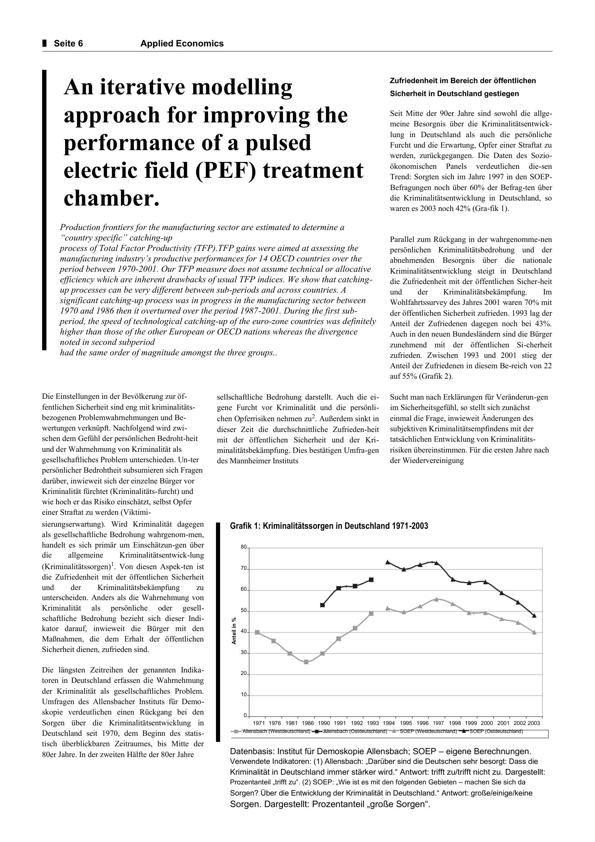 Seite 6 Applied Economics
An iterative modelling
approach for improving the
performance of a pulsed
electric field (PEF) treatment
chamber.
Production frontiers for the manufacturing sector are estimated to determine a
“country specific” catching-up
process of Total Factor Productivity (TFP).TFP gains were aimed at assessing the
manufacturing industry’s productive performances for 14 OECD countries over the
period between 1970-2001. Our TFP measure does not assume technical or allocative
efficiency which are inherent drawbacks of usual TFP indices. We show that catching-
up processes can be very different between sub-periods and across countries. A
significant catching-up process was in progress in the manufacturing sector between
1970 and 1986 then it overturned over the period 1987-2001. During the first sub-
period, the speed of technological catching-up of the euro-zone countries was definitely
higher than those of the other European or OECD nations whereas the divergence
noted in second subperiod
had the same order of magnitude amongst the three groups..
Zufriedenheit im Bereich der öffentlichen
Sicherheit in Deutschland gestiegen
Seit Mitte der 90er Jahre sind sowohl die allge-
meine Besorgnis über die Kriminalitätsentwick-
lung in Deutschland als auch die persönliche
Furcht und die Erwartung, Opfer einer Straftat zu
werden, zurückgegangen. Die Daten des Sozio-
ökonomischen Panels verdeutlichen die-sen
Trend: Sorgten sich im Jahre 1997 in den SOEP-
Befragungen noch über 60% der Befrag-ten über
die Kriminalitätsentwicklung in Deutschland, so
waren es 2003 noch 42% (Gra-fik 1).
Parallel zum Rückgang in der wahrgenomme-nen
persönlichen Kriminalitätsbedrohung und der
abnehmenden Besorgnis über die nationale
Kriminalitätsentwicklung steigt in Deutschland
die Zufriedenheit mit der öffentlichen Sicher-heit
und der Kriminalitätsbekämpfung. Im
Wohlfahrtssurvey des Jahres 2001 waren 70% mit
der öffentlichen Sicherheit zufrieden. 1993 lag der
Anteil der Zufriedenen dagegen noch bei 43%.
Auch in den neuen Bundesländern sind die Bürger
zunehmend mit der öffentlichen Si-cherheit
zufrieden. Zwischen 1993 und 2001 stieg der
Anteil der Zufriedenen in diesem Be-reich von 22
auf 55% (Grafik 2).
Die Einstellungen in der Bevölkerung zur öf-
fentlichen Sicherheit sind eng mit kriminalitäts-
bezogenen Problemwahrnehmungen und Be-
wertungen verknüpft. Nachfolgend wird zwi-
schen dem Gefühl der persönlichen Bedroht-heit
und der Wahrnehmung von Kriminalität als
gesellschaftliches Problem unterschieden. Un-ter
persönlicher Bedrohtheit subsumieren sich Fragen
darüber, inwieweit sich der einzelne Bürger vor
Kriminalität fürchtet (Kriminalitäts-furcht) und
wie hoch er das Risiko einschätzt, selbst Opfer
einer Straftat zu werden (Viktimi-
sierungserwartung). Wird Kriminalität dagegen
als gesellschaftliche Bedrohung wahrgenom-men,
handelt es sich primär um Einschätzun-gen über
die allgemeine Kriminalitätsentwick-lung
(Kriminalitätssorgen)1. Von diesen Aspek-ten ist
die Zufriedenheit mit der öffentlichen Sicherheit
und der Kriminalitätsbekämpfung zu
unterscheiden. Anders als die Wahrnehmung von
Kriminalität als persönliche oder gesell-
schaftliche Bedrohung bezieht sich dieser Indi-
kator darauf, inwieweit die Bürger mit den
Maßnahmen, die dem Erhalt der öffentlichen
Sicherheit dienen, zufrieden sind.
Die längsten Zeitreihen der genannten Indika-
toren in Deutschland erfassen die Wahrnehmung
der Kriminalität als gesellschaftliches Problem.
Umfragen des Allensbacher Instituts für Demo-
skopie verdeutlichen einen Rückgang bei den
Sorgen über die Kriminalitätsentwicklung in
Deutschland seit 1970, dem Beginn des statis-
tisch überblickbaren Zeitraumes, bis Mitte der
80er Jahre. In der zweiten Hälfte der 80er Jahre
sellschaftliche Bedrohung darstellt. Auch die ei-
gene Furcht vor Kriminalität und die persönli-
chen Opferrisiken nehmen zu2. Außerdem sinkt in
dieser Zeit die durchschnittliche Zufrieden-heit
mit der öffentlichen Sicherheit und der Kri-
minalitätsbekämpfung. Dies bestätigen Umfra-gen
des Mannheimer Instituts
Sucht man nach Erklärungen für Veränderun-gen
im Sicherheitsgefühl, so stellt sich zunächst
einmal die Frage, inwieweit Änderungen des
subjektiven Kriminalitätsempfindens mit der
tatsächlichen Entwicklung von Kriminalitäts-
risiken übereinstimmen. Für die ersten Jahre nach
der Wiedervereinigung
Grafik 1: Kriminalitätssorgen in Deutschland 1971-2003
Anteil in %
80
70
60
50
40
30
20
10
0
1971 1976 1981 1986 1990 1991 1992 1993 1994 1995 1996 1997 1998 1999 2000 2001 2002 2003
Allensbach (Westdeutschland) Allensbach (Ostdeutschland) SOEP (Westdeutschland) SOEP (Ostdeutschland)
Datenbasis: Institut für Demoskopie Allensbach; SOEP – eigene Berechnungen.
Verwendete Indikatoren: (1) Allensbach: „Darüber sind die Deutschen sehr besorgt: Dass die
Kriminalität in Deutschland immer stärker wird.“ Antwort: trifft zu/trifft nicht zu. Dargestellt:
Prozentanteil „trifft zu“. (2) SOEP: „Wie ist es mit den folgenden Gebieten – machen Sie sich da
Sorgen? Über die Entwicklung der Kriminalität in Deutschland.“ Antwort: große/einige/keine
Sorgen. Dargestellt: Prozentanteil „große Sorgen“.